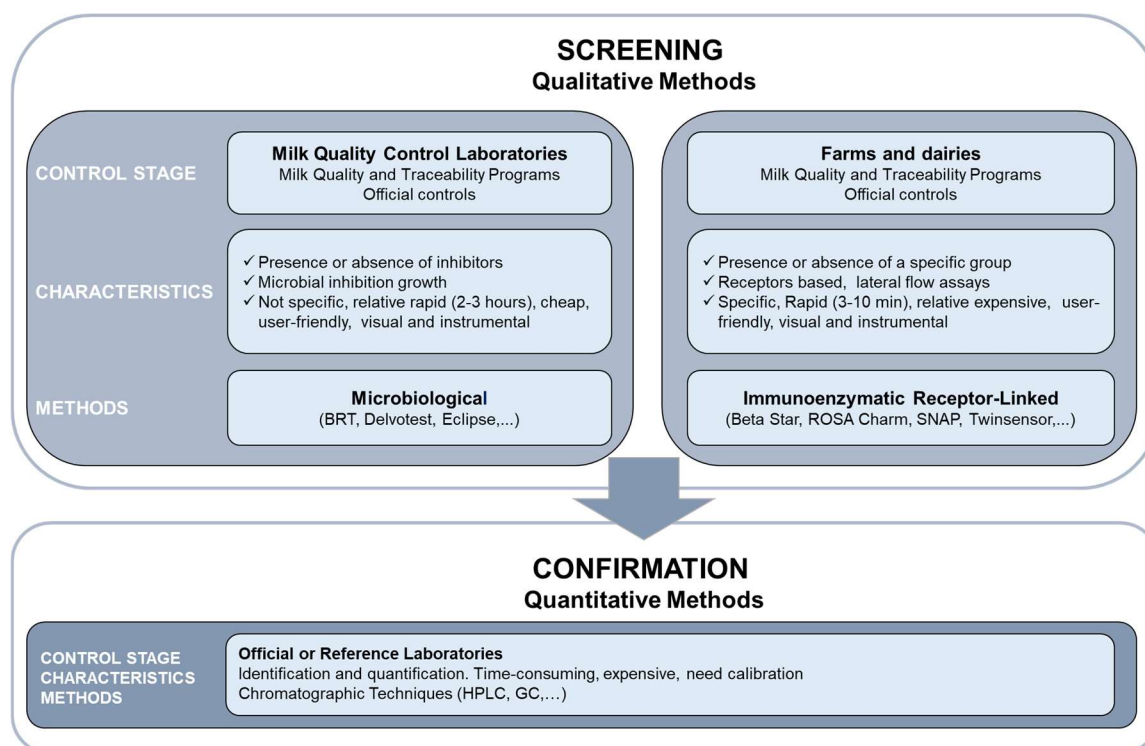 SCREENING
Qualitative Methods
CONTROL STAGE
Milk Quality Control Laboratories
Milk Quality and Traceability Programs
Official controls
Farms and dairies
Milk Quality and Traceability Programs
Official controls
CHARACTERISTICS
✓ Presence or absence of inhibitors
✓ Microbial inhibition growth
✓ Not specific, relative rapid (2-3 hours), cheap,
user-friendly, visual and instrumental
✓ Presence or absence of a specific group
✓ Receptors based, lateral flow assays
✓ Specific, Rapid (3-10 min), relative expensive, user-
friendly, visual and instrumental
METHODS
Microbiological
(BRT, Delvotest, Eclipse,...)
Immunoenzymatic Receptor-Linked
(Beta Star, ROSA Charm, SNAP, Twinsensor,...)
CONFIRMATION
Quantitative Methods
CONTROL STAGE
CHARACTERISTICS
METHODS
Official or Reference Laboratories
Identification and quantification. Time-consuming, expensive, need calibration
Chromatographic Techniques (HPLC, GC,…)